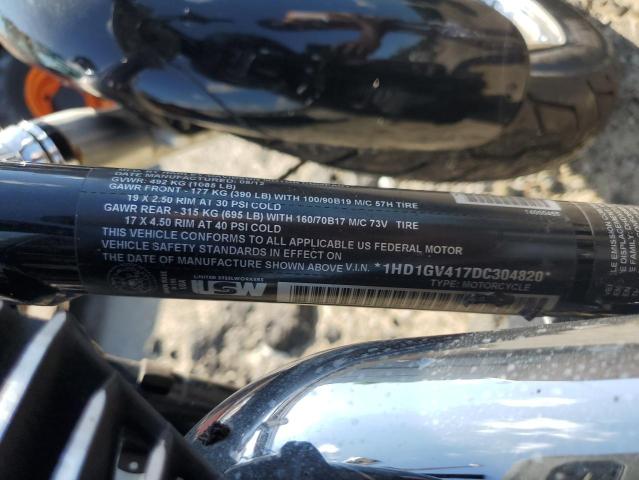 DATE MANUFACTURED: 08/12
GVWR: 492 KG (1085 LB)
GAWR FRONT - 177 KG (390 LB) WITH 100/90B19 M/C 57H TIRE
19 X 2.50 RIM AT 30 PSI COLD
GAWR REAR - 315 KG (695 LB) WITH 160/70B17 M/C 73V TIRE
17 X 4.50 RIM AT 40 PSI COLD
THIS VEHICLE CONFORMS TO ALL APPLICABLE US FEDERAL MOTOR
VEHICLE SAFETY STANDARDS IN EFFECT ON
THE DATE OF MANUFACTURE SHOWN ABOVE V.I.N. *1HD1GV417DC304820*
TYPE: MOTORCYCLE
UNITED STEELWORKERS
USW